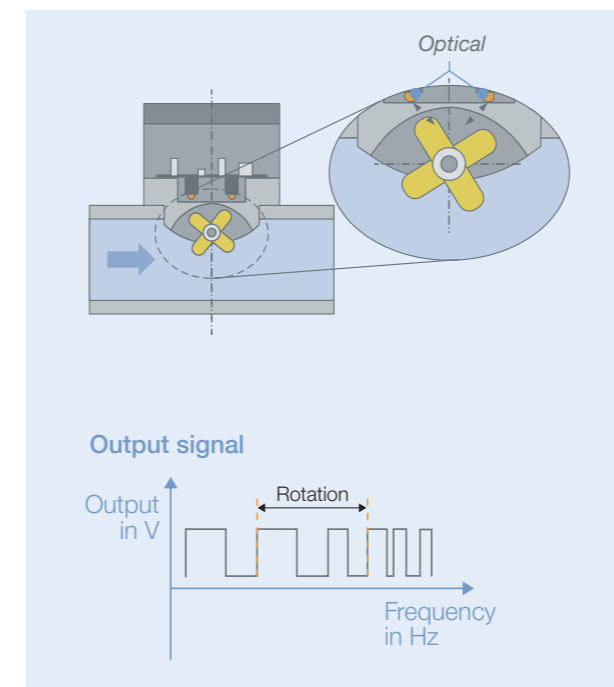 Optical
Output signal
Output
in V
Rotation
Frequency
in Hz